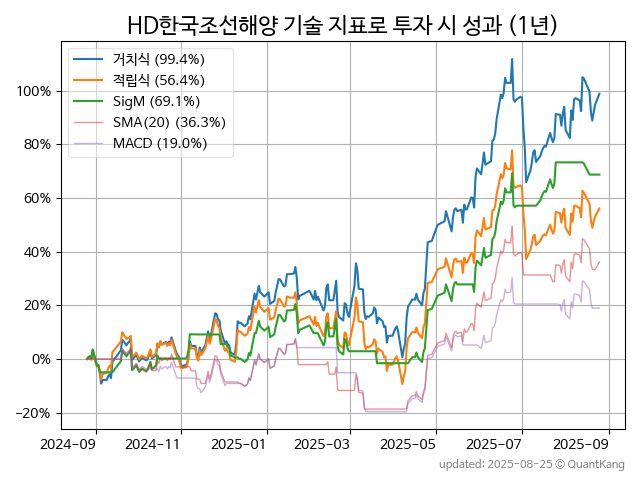 HD한국조선해양 기술 지표로 투자 시 성과 (1년)
거치식 (99.4%)
적립식 (56.4%)
SigM (69.1%)
SMA(20) (36.3%)
MACD (19.0%)
100%
80%
60%
40%
20%
0%
−20%
2024-09 2024-11 2025-01 2025-03 2025-05 2025-07 2025-09
updated: 2025-08-25 ⓒ QuantKang